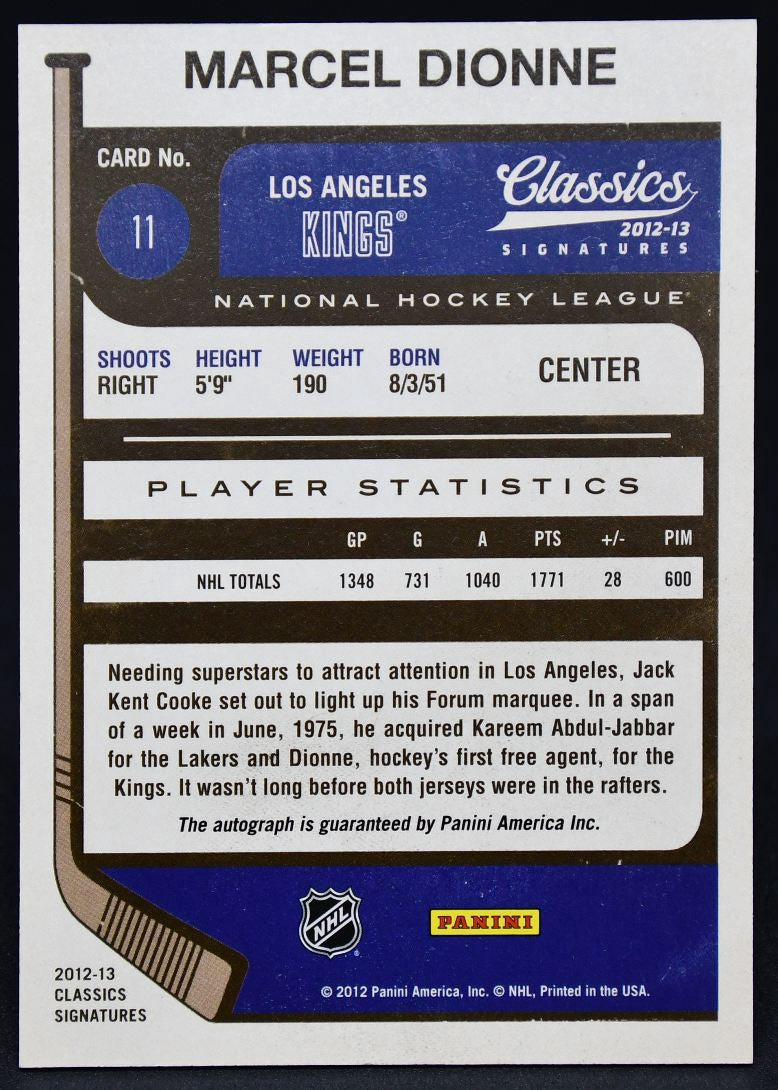 MARCEL DIONNE
CARD No.
11
LOS ANGELES
KINGS®
Classics
2012-13
SIGNATURES
NATIONAL HOCKEY LEAGUE
SHOOTS HEIGHT WEIGHT BORN
RIGHT 5'9" 190 8/3/51
CENTER
PLAYER STATISTICS
GP G A PTS +/- PIM
NHL TOTALS 1348 731 1040 1771 28 600
Needing superstars to attract attention in Los Angeles, Jack
Kent Cooke set out to light up his Forum marquee. In a span
of a week in June, 1975, he acquired Kareem Abdul-Jabbar
for the Lakers and Dionne, hockey's first free agent, for the
Kings. It wasn't long before both jerseys were in the rafters.
The autograph is guaranteed by Panini America Inc.
NHL
PANINI
2012-13
CLASSICS
SIGNATURES
© 2012 Panini America, Inc. © NHL, Printed in the USA.